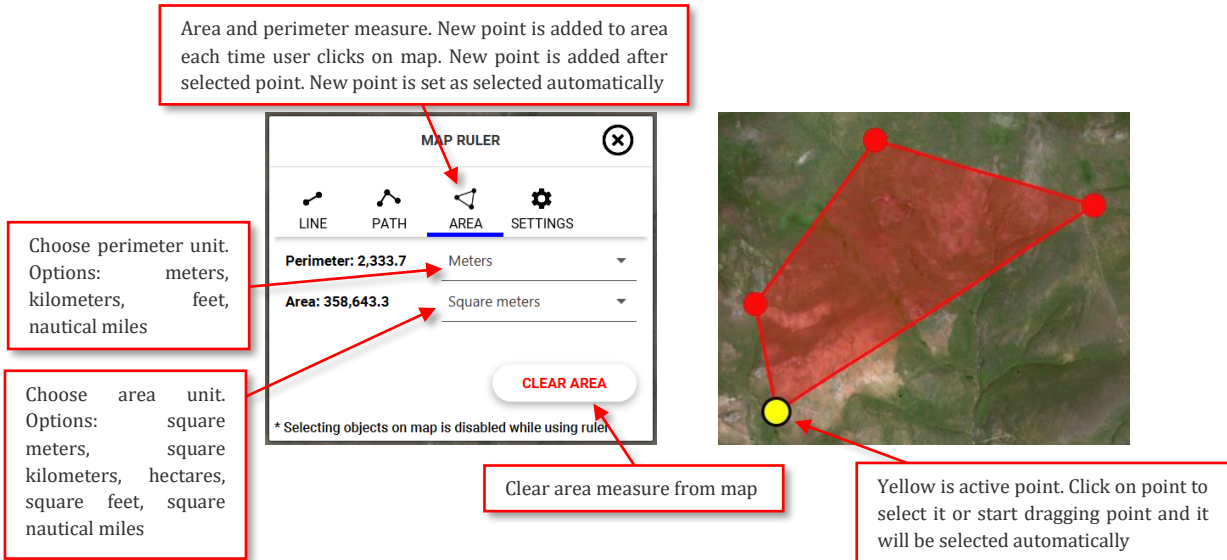 Area and perimeter measure. New point is added to area
each time user clicks on map. New point is added after
selected point. New point is set as selected automatically
MAP RULER
LINE PATH AREA SETTINGS
Choose perimeter unit.
Options: meters,
kilometers, feet,
nautical miles
Perimeter: 2,333.7 Meters
Area: 358,643.3 Square meters
Choose area unit.
Options: square
meters, square
kilometers, hectares,
square feet, square
nautical miles
CLEAR AREA
* Selecting objects on map is disabled while using ruler
Clear area measure from map
Yellow is active point. Click on point to
select it or start dragging point and it
will be selected automatically